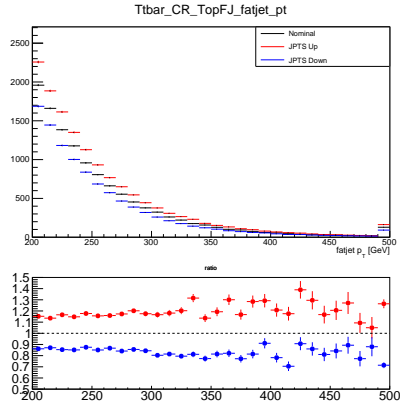 Ttbar_CR_TopFJ_fatjet_pt
Nominal
JPTS Up
JPTS Down
2500
2000
1500
1000
500
0
200 250 300 350 400 450 500
fatjet p_T [GeV]
ratio
1.5
1.4
1.3
1.2
1.1
1
0.9
0.8
0.7
0.6
0.5
200 250 300 350 400 450 500